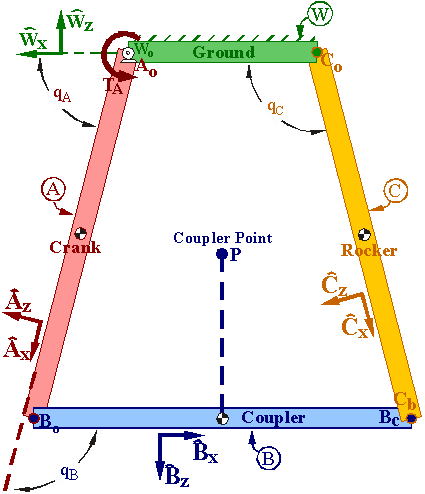 Ŵz
W
Ŵx
Wo
Ground
Co
Ao
TA
qA
qC
A
C
Coupler Point
P
Crank
Rocker
Âz
Ĉz
Âx
Ĉx
Cb
Bo
Coupler
Bc
B̂x
B
qB
B̂z